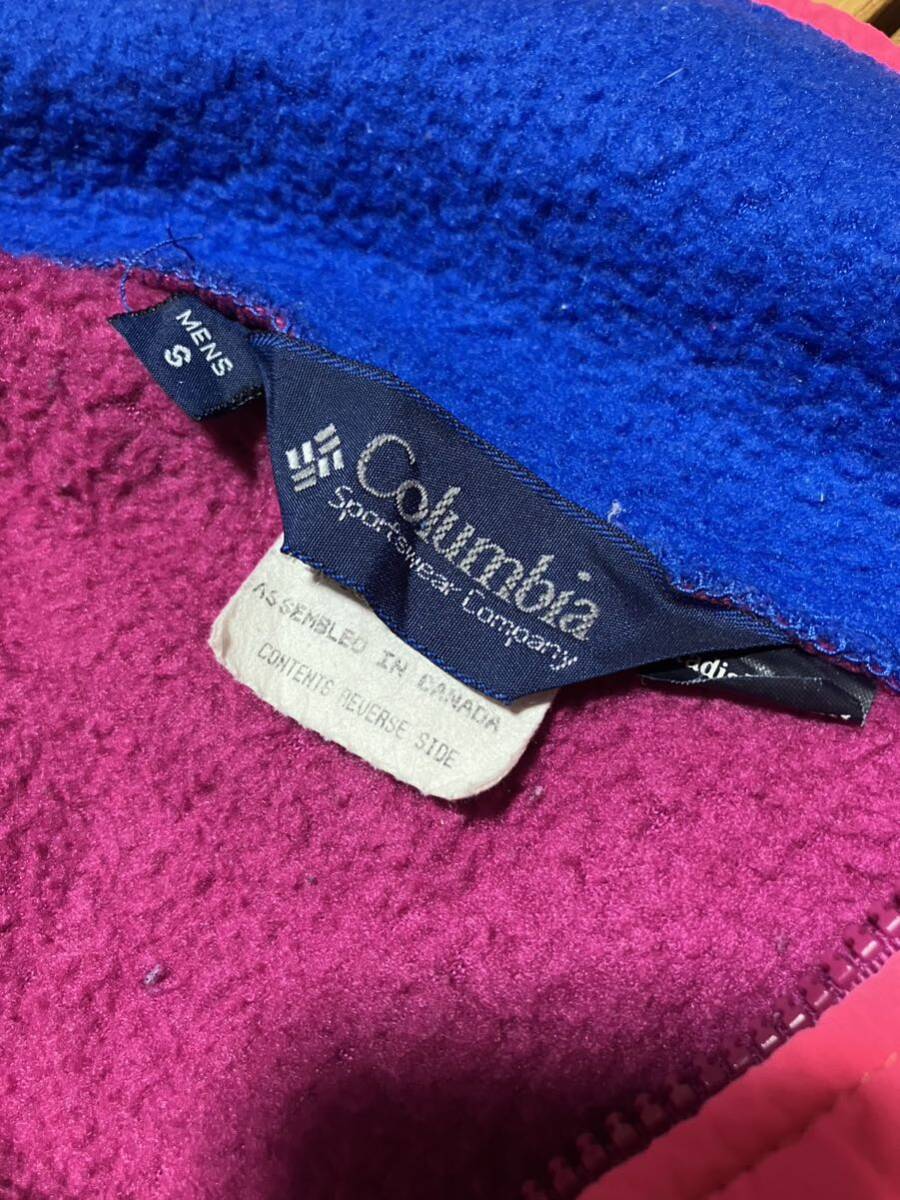 MENS
S
Columbia
Sportswear Company
ASSEMBLED IN CANADA
CONTENTS REVERSE SIDE